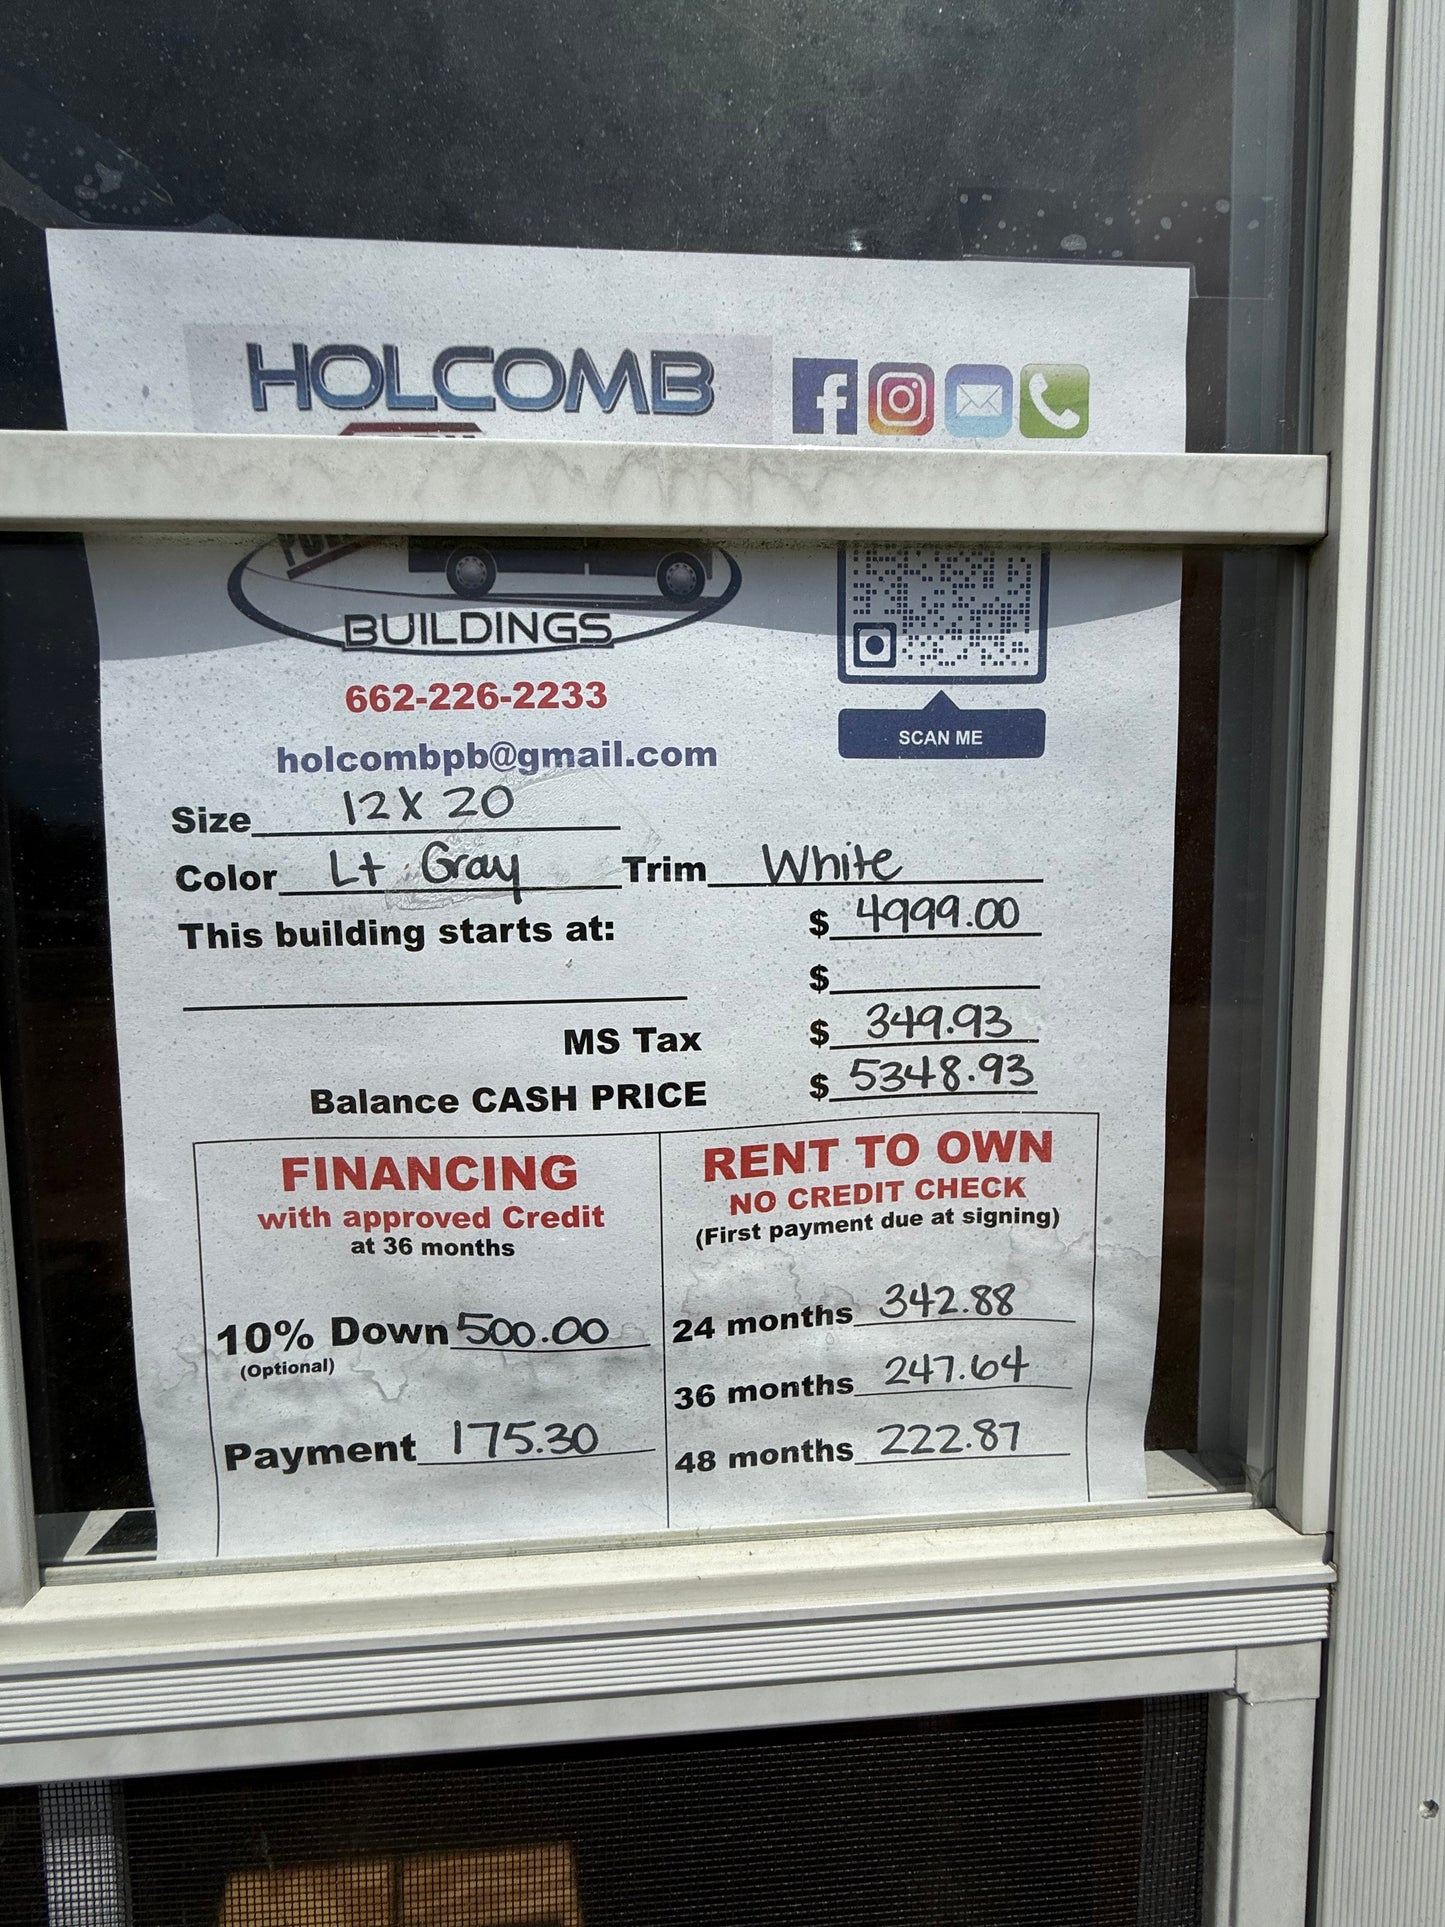 HOLCOMB
BUILDINGS
662-226-2233
holcombpb@gmail.com
SCAN ME
Size 12 X 20
Color Lt Gray Trim White
This building starts at: $ 4999.00
$
MS Tax $ 349.93
Balance CASH PRICE $ 5348.93
FINANCING
with approved Credit
at 36 months
10% Down 500.00
(Optional)
Payment 175.30
RENT TO OWN
NO CREDIT CHECK
(First payment due at signing)
24 months 342.88
36 months 247.64
48 months 222.87